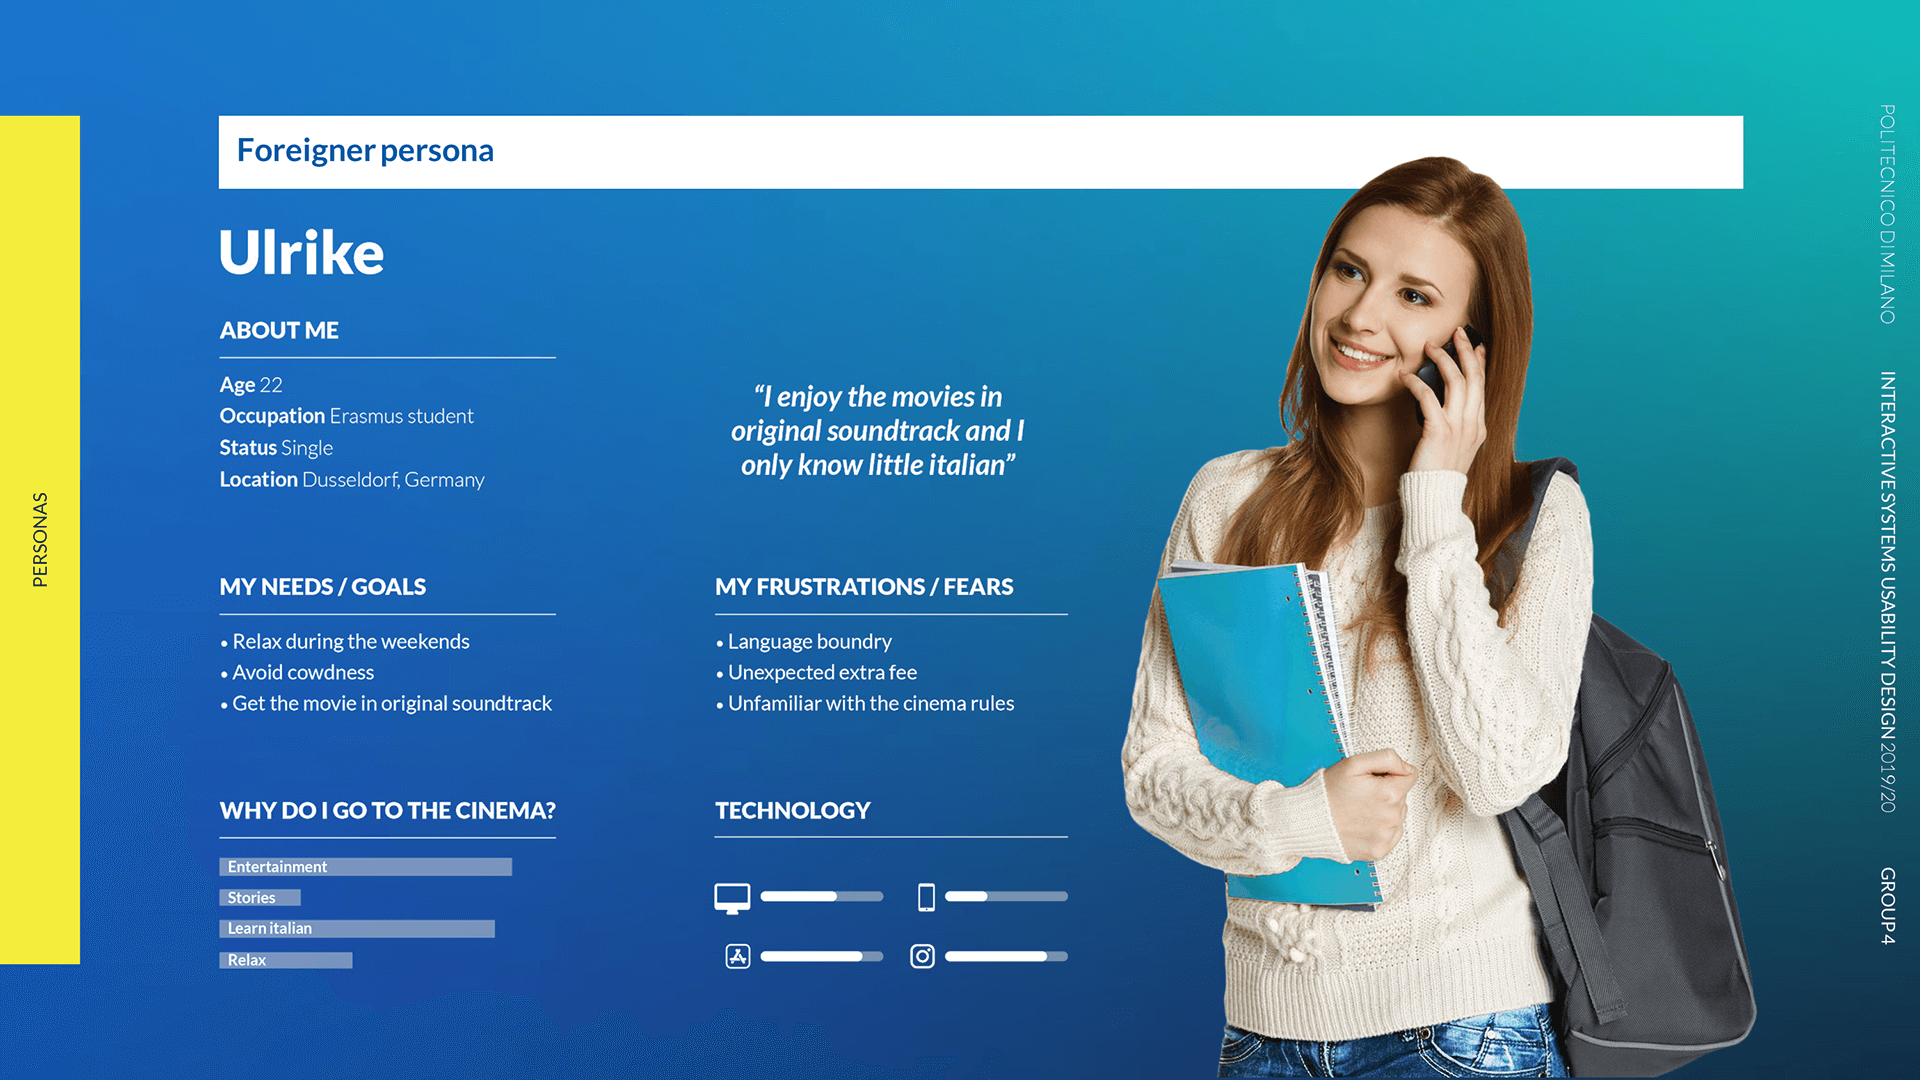 PERSONAS
Foreigner persona
Ulrike
ABOUT ME
Age 22
Occupation Erasmus student
Status Single
Location Dusseldorf, Germany
“I enjoy the movies in
original soundtrack and I
only know little italian”
MY NEEDS / GOALS
• Relax during the weekends
• Avoid cowdness
• Get the movie in original soundtrack
MY FRUSTRATIONS / FEARS
• Language boundry
• Unexpected extra fee
• Unfamiliar with the cinema rules
WHY DO I GO TO THE CINEMA?
Entertainment
Stories
Learn italian
Relax
TECHNOLOGY
POLITECNICO DI MILANO
INTERACTIVE SYSTEMS USABILITY DESIGN 2019/20
GROUP 4